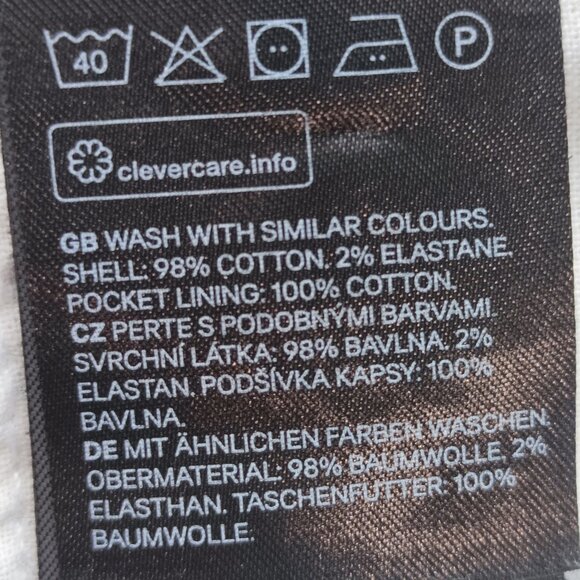 40
P
clevercare.info
GB WASH WITH SIMILAR COLOURS.
SHELL: 98% COTTON. 2% ELASTANE.
POCKET LINING: 100% COTTON.
CZ PERTE S PODOBNÝMI BARVAMI.
SVRCHNÍ LÁTKA: 98% BAVLNA. 2%
ELASTAN. PODŠÍVKA KAPSY: 100%
BAVLNA.
DE MIT ÄHNLICHEN FARBEN WASCHEN.
OBERMATERIAL: 98% BAUMWOLLE. 2%
ELASTHAN. TASCHENFUTTER: 100%
BAUMWOLLE.